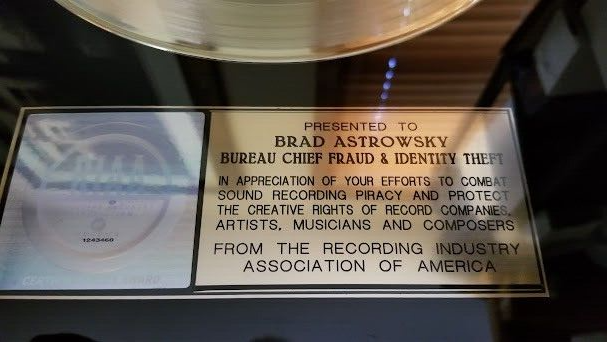 PRESENTED TO
BRAD ASTROWSKY
BUREAU CHIEF FRAUD & IDENTITY THEFT
IN APPRECIATION OF YOUR EFFORTS TO COMBAT
SOUND RECORDING PIRACY AND PROTECT
THE CREATIVE RIGHTS OF RECORD COMPANIES,
ARTISTS, MUSICIANS AND COMPOSERS
FROM THE RECORDING INDUSTRY
ASSOCIATION OF AMERICA
RIAA
1243460